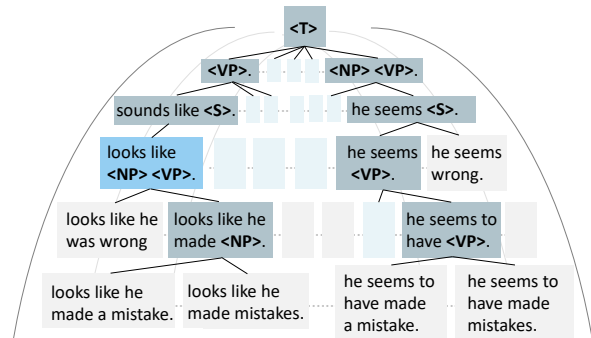 <T>
<VP>.
<NP> <VP>.
sounds like <S>.
he seems <S>.
looks like
<NP> <VP>.
he seems
<VP>.
he seems
wrong.
looks like he
was wrong
looks like he
made <NP>.
he seems to
have <VP>.
looks like he
made a mistake.
looks like he
made mistakes.
he seems to
have made
a mistake.
he seems to
have made
mistakes.